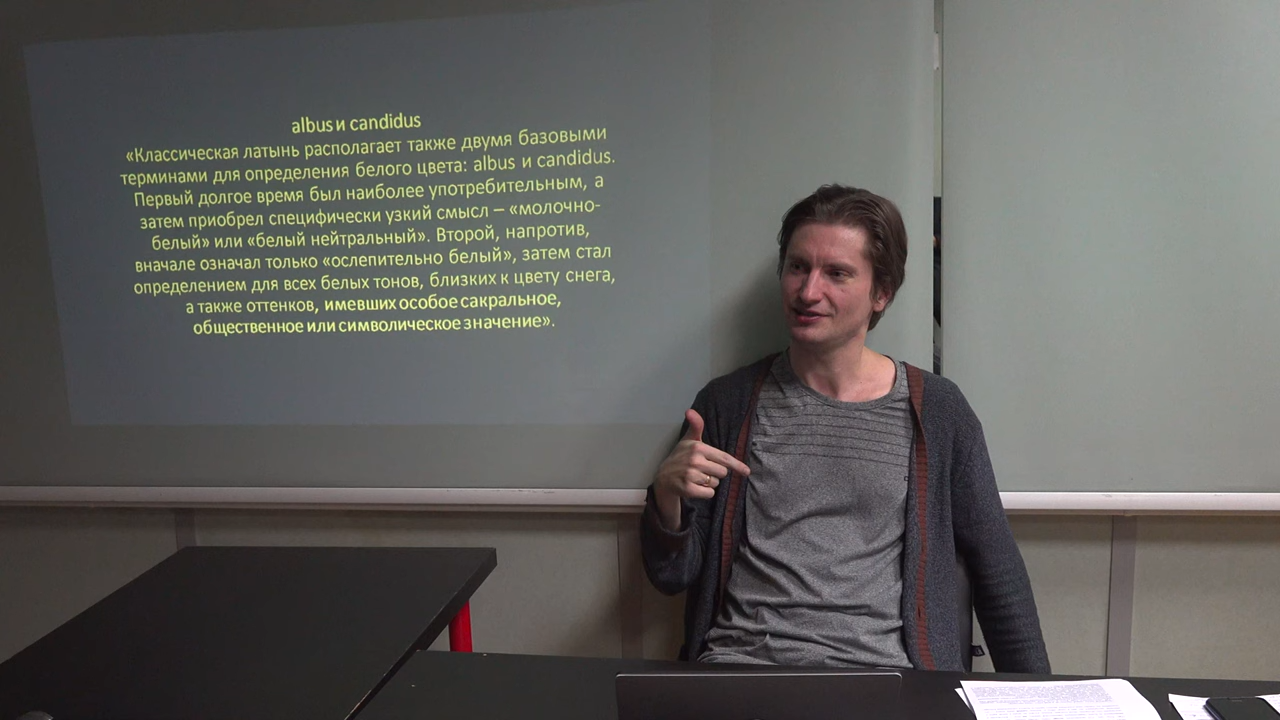 albus и candidus
«Классическая латынь располагает также двумя базовыми
терминами для определения белого цвета: albus и candidus.
Первый долгое время был наиболее употребительным, а
затем приобрел специфически узкий смысл – «молочно-
белый» или «белый нейтральный». Второй, напротив,
вначале означал только «ослепительно белый», затем стал
определением для всех белых тонов, близких к цвету снега,
а также оттенков, имевших особое сакральное,
общественное или символическое значение».